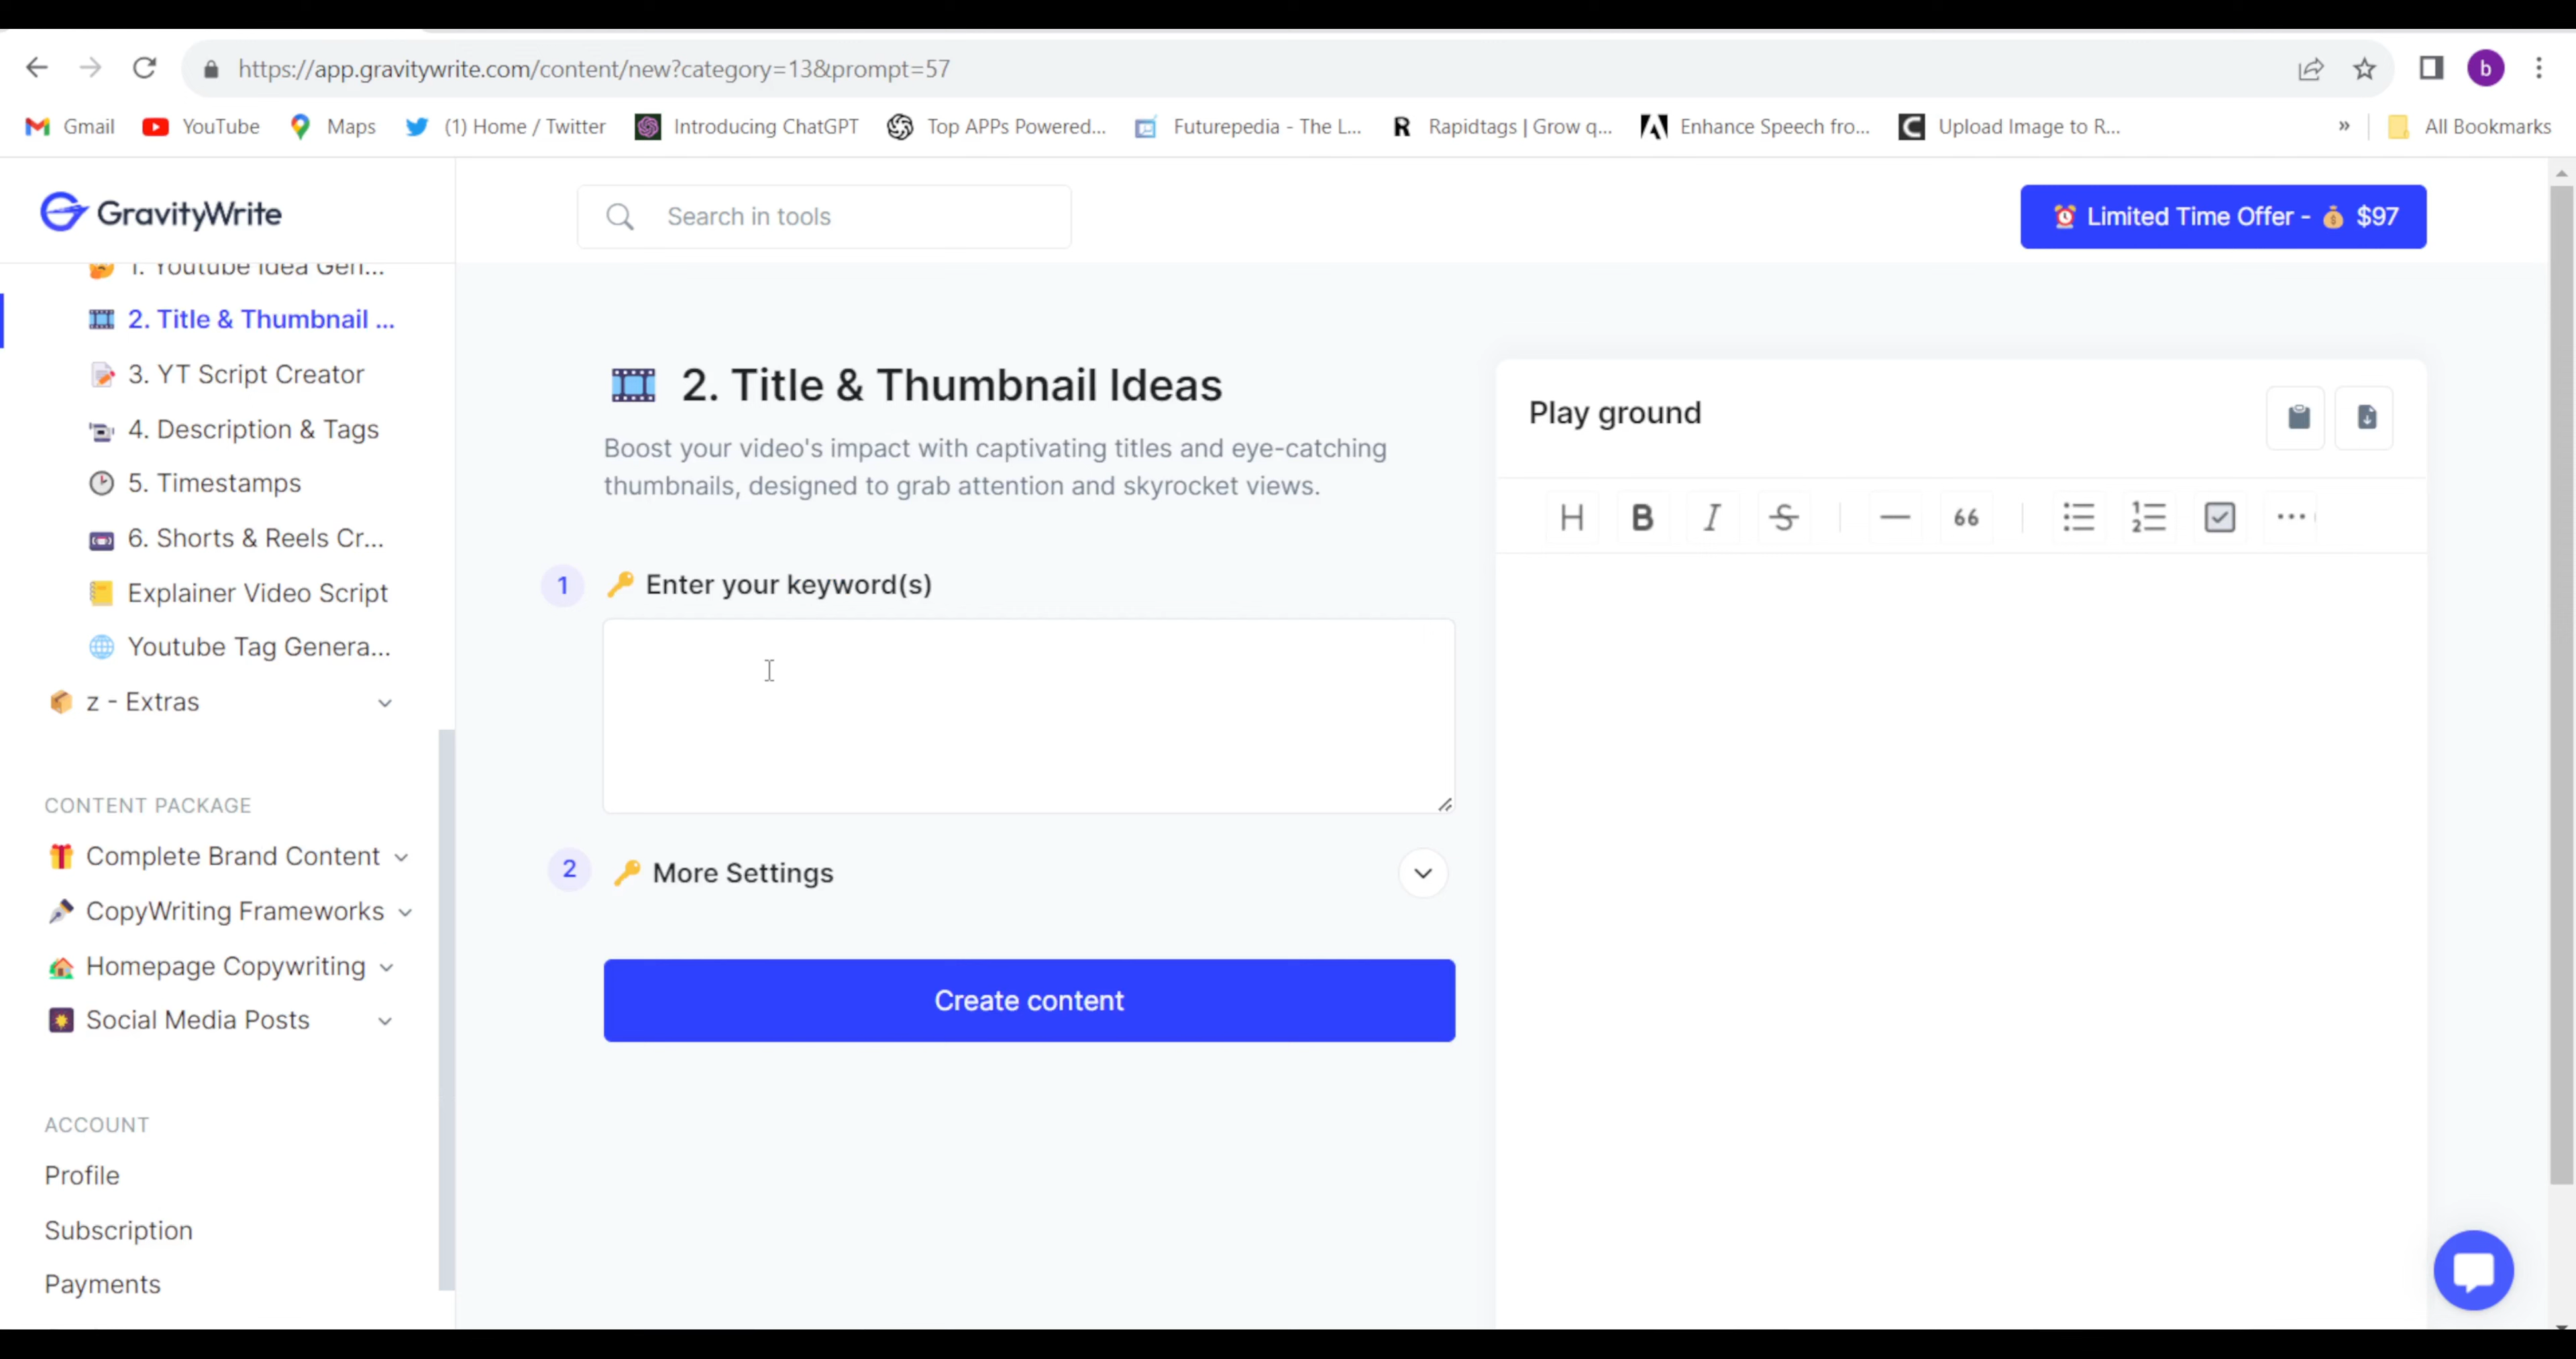 https://app.gravitywrite.com/content/new?category=13&prompt=57
b
Gmail
YouTube
Maps
(1) Home / Twitter
Introducing ChatGPT
Top APPs Powered...
Futurepedia - The L...
Rapidtags | Grow q...
Enhance Speech fro...
Upload Image to R...
»
All Bookmarks
GravityWrite
Search in tools
Limited Time Offer - $97
1. Youtube Idea Gen...
2. Title & Thumbnail ...
3. YT Script Creator
4. Description & Tags
5. Timestamps
6. Shorts & Reels Cr...
Explainer Video Script
Youtube Tag Genera...
z - Extras
CONTENT PACKAGE
Complete Brand Content
CopyWriting Frameworks
Homepage Copywriting
Social Media Posts
ACCOUNT
Profile
Subscription
Payments
2. Title & Thumbnail Ideas
Boost your video's impact with captivating titles and eye-catching
thumbnails, designed to grab attention and skyrocket views.
1 Enter your keyword(s)
2 More Settings
Create content
Play ground
H B I S — 66